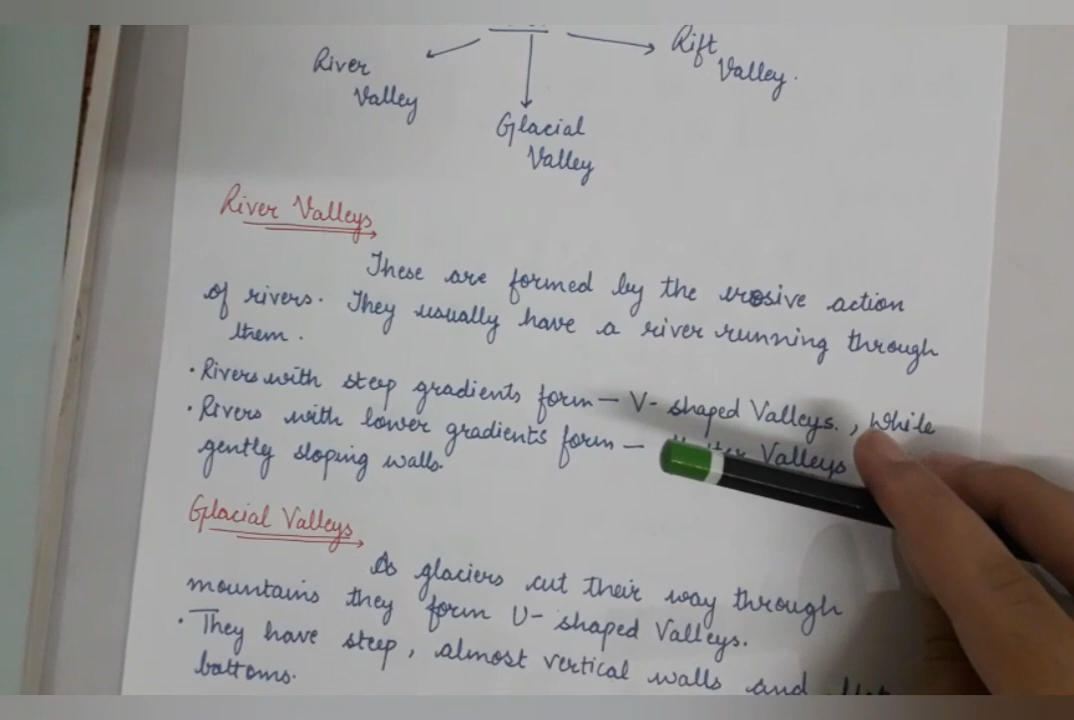 Rift
River
Valley.
Valley
Glacial
Valley
River Valleys
These are formed by the erosive action
of rivers. They usually have a river running through
them.
• Rivers with steep gradients form — V-shaped Valleys. , While
• Rivers with lower gradients form — Valleys
gently sloping walls.
Glacial Valleys
As glaciers cut their way through
mountains they form U-shaped Valleys.
• They have steep, almost vertical walls and
bottoms.